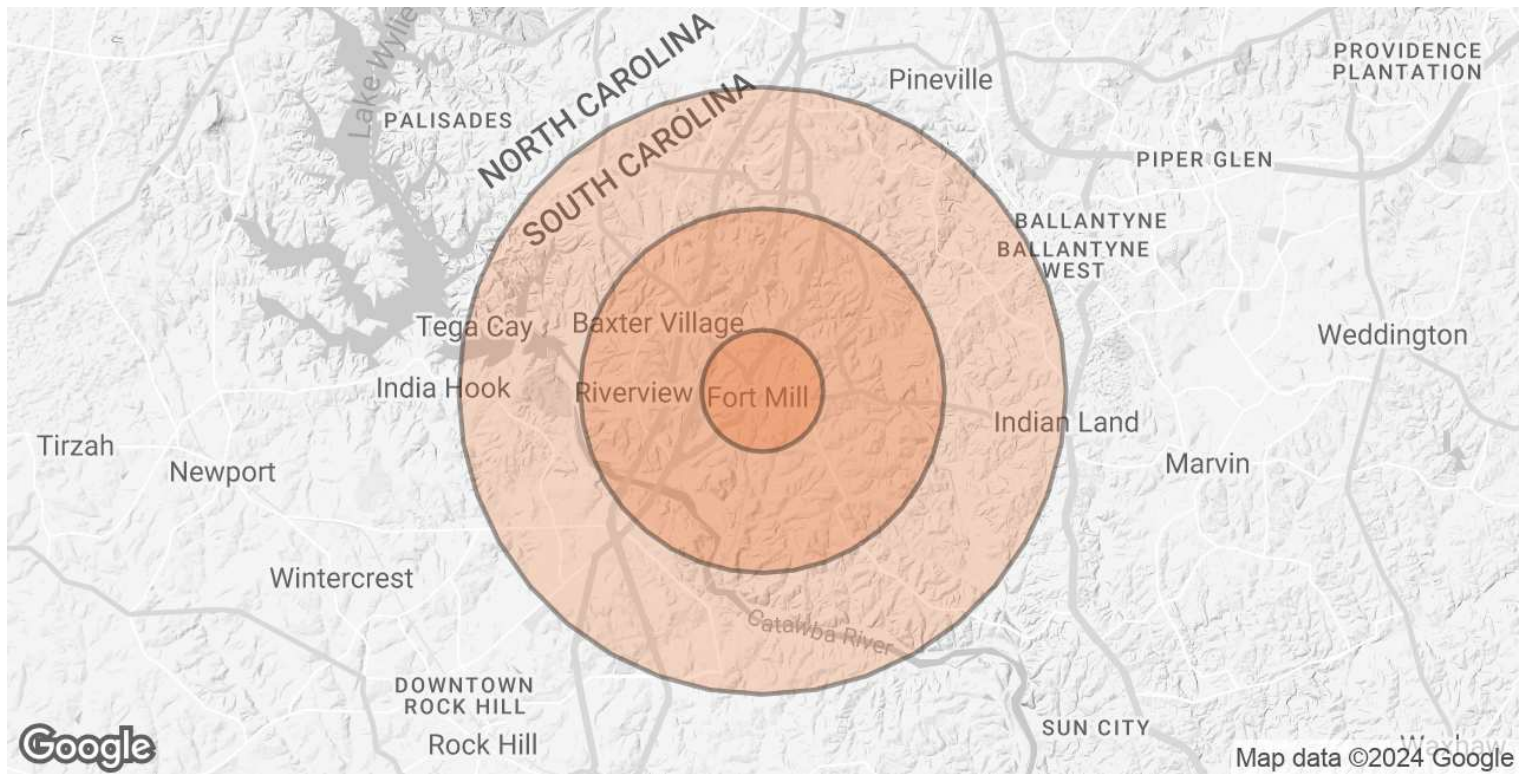 Lake Wylie
NORTH CAROLINA
SOUTH CAROLINA
PALISADES
Pineville
PROVIDENCE
PLANTATION
PIPER GLEN
BALLANTYNE
BALLANTYNE
WEST
Tega Cay
Baxter Village
Weddington
India Hook
Riverview
Fort Mill
Indian Land
Tirzah
Newport
Marvin
Wintercrest
Catawba River
DOWNTOWN
ROCK HILL
Rock Hill
SUN CITY
Waxhaw
Google
Map data ©2024 Google